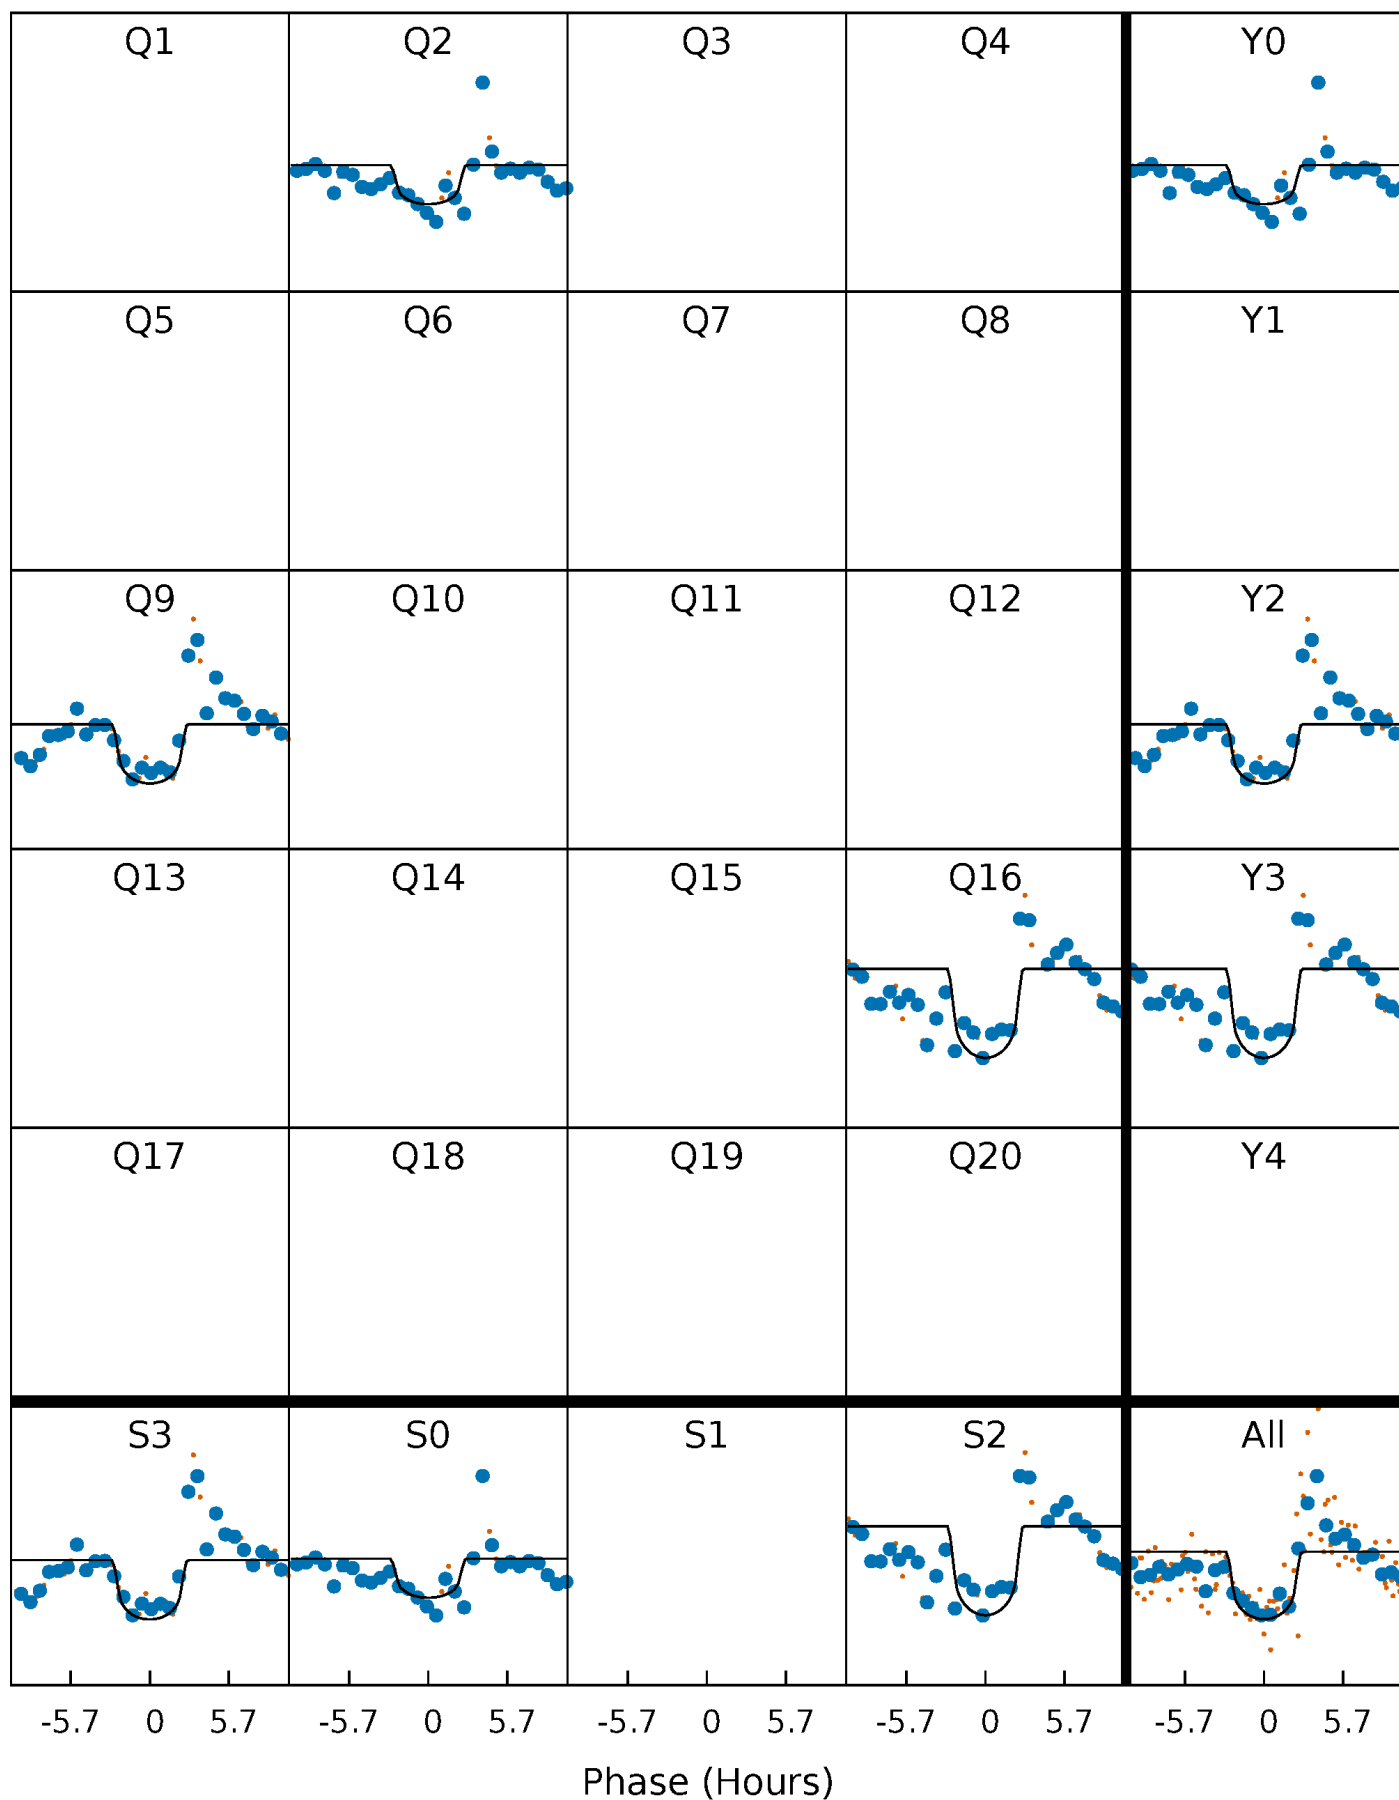 Q1 Q2 Q3 Q4 Y0
Q5 Q6 Q7 Q8 Y1
Q9 Q10 Q11 Q12 Y2
Q13 Q14 Q15 Q16 Y3
Q17 Q18 Q19 Q20 Y4
S3 S0 S1 S2 All
-5.7 0 5.7 -5.7 0 5.7 -5.7 0 5.7 -5.7 0 5.7 -5.7 0 5.7
Phase (Hours)